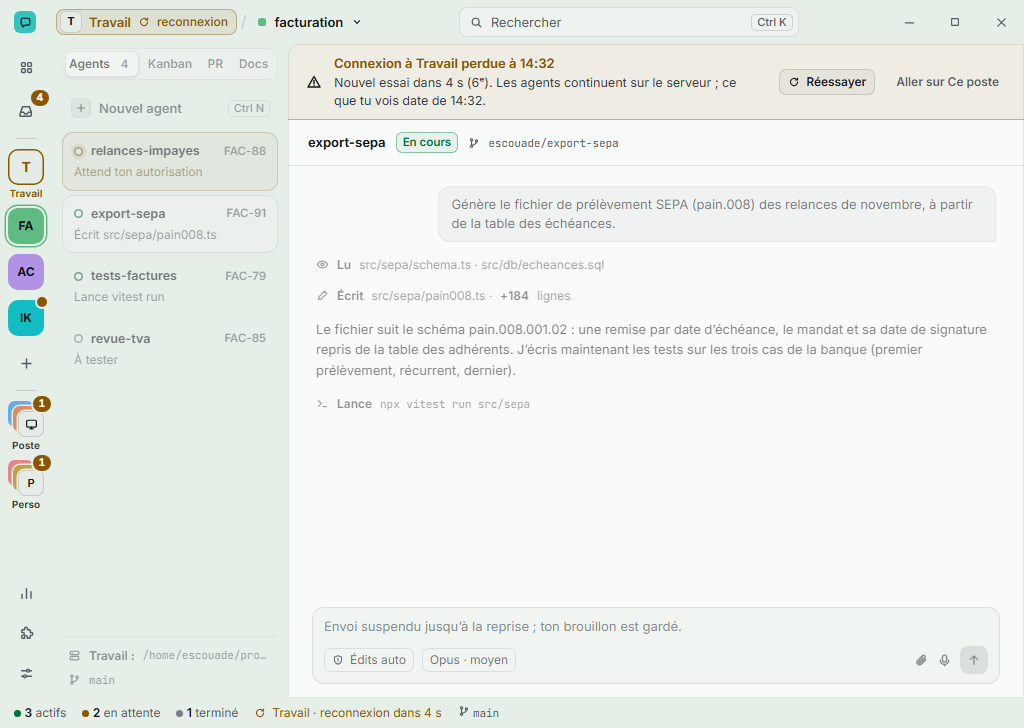 T Travail reconnexion / facturation
Rechercher Ctrl K
Agents 4 Kanban PR Docs
4
Nouvel agent Ctrl N
T
Travail
FA
AC
IK
1
Poste
1
P
Perso
relances-impayes FAC-88
Attend ton autorisation
export-sepa FAC-91
Écrit src/sepa/pain008.ts
tests-factures FAC-79
Lance vitest run
revue-tva FAC-85
À tester
Travail : /home/escouade/pro…
main
Connexion à Travail perdue à 14:32
Nouvel essai dans 4 s (6ᵉ). Les agents continuent sur le serveur ; ce
que tu vois date de 14:32.
Réessayer
Aller sur Ce poste
export-sepa En cours escouade/export-sepa
Génère le fichier de prélèvement SEPA (pain.008) des relances de novembre, à partir
de la table des échéances.
Lu src/sepa/schema.ts · src/db/echeances.sql
Écrit src/sepa/pain008.ts · +184 lignes
Le fichier suit le schéma pain.008.001.02 : une remise par date d’échéance, le mandat et sa date de signature
repris de la table des adhérents. J’écris maintenant les tests sur les trois cas de la banque (premier
prélèvement, récurrent, dernier).
Lance npx vitest run src/sepa
Envoi suspendu jusqu’à la reprise ; ton brouillon est gardé.
Édits auto Opus · moyen
3 actifs 2 en attente 1 terminé Travail · reconnexion dans 4 s main